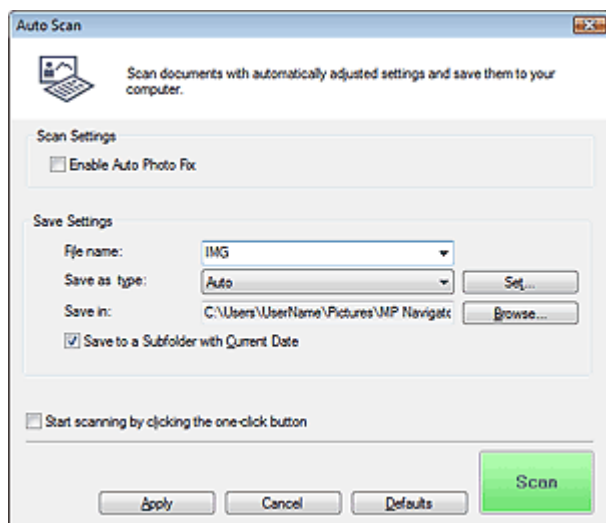 Auto Scan
Scan documents with automatically adjusted settings and save them to your
computer.
Scan Settings
Enable Auto Photo Fix
Save Settings
File name:
IMG
Save as type:
Auto
Set...
Save in:
C:\Users\UserName\Pictures\MP Navigate
Browse...
Save to a Subfolder with Current Date
Start scanning by clicking the one-click button
Scan
Apply
Cancel
Defaults